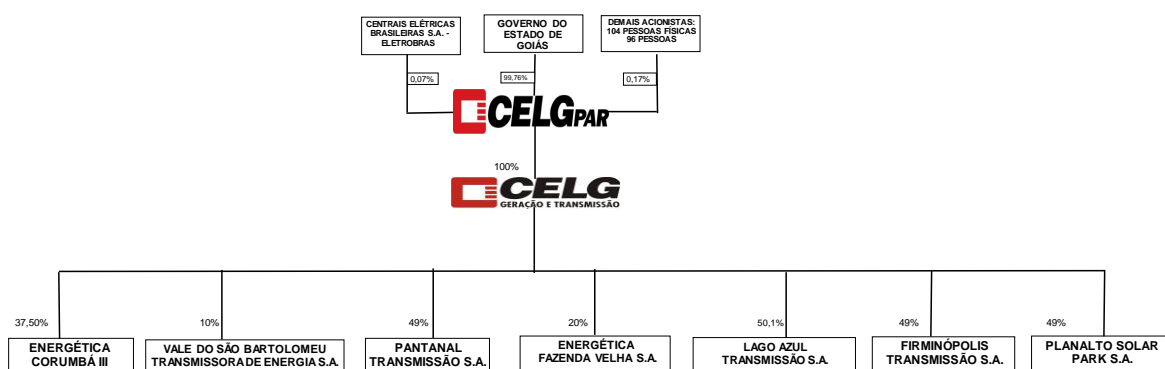 CENTRAIS ELÉTRICAS
BRASILEIRAS S.A. -
ELETROBRAS
GOVERNO DO
ESTADO DE
GOIÁS
DEMAIS ACIONISTAS:
104 PESSOAS FÍSICAS
96 PESSOAS
0,07%
99,76%
0,17%
CELGPAR
100%
CELG
GERAÇÃO E TRANSMISSÃO
37,50%
10%
49%
20%
50,1%
49%
49%
ENERGÉTICA
CORUMBÁ III
VALE DO SÃO BARTOLOMEU
TRANSMISSORA DE ENERGIA S.A.
PANTANAL
TRANSMISSÃO S.A.
ENERGÉTICA
FAZENDA VELHA S.A.
LAGO AZUL
TRANSMISSÃO S.A.
FIRMINÓPOLIS
TRANSMISSÃO S.A.
PLANALTO SOLAR
PARK S.A.